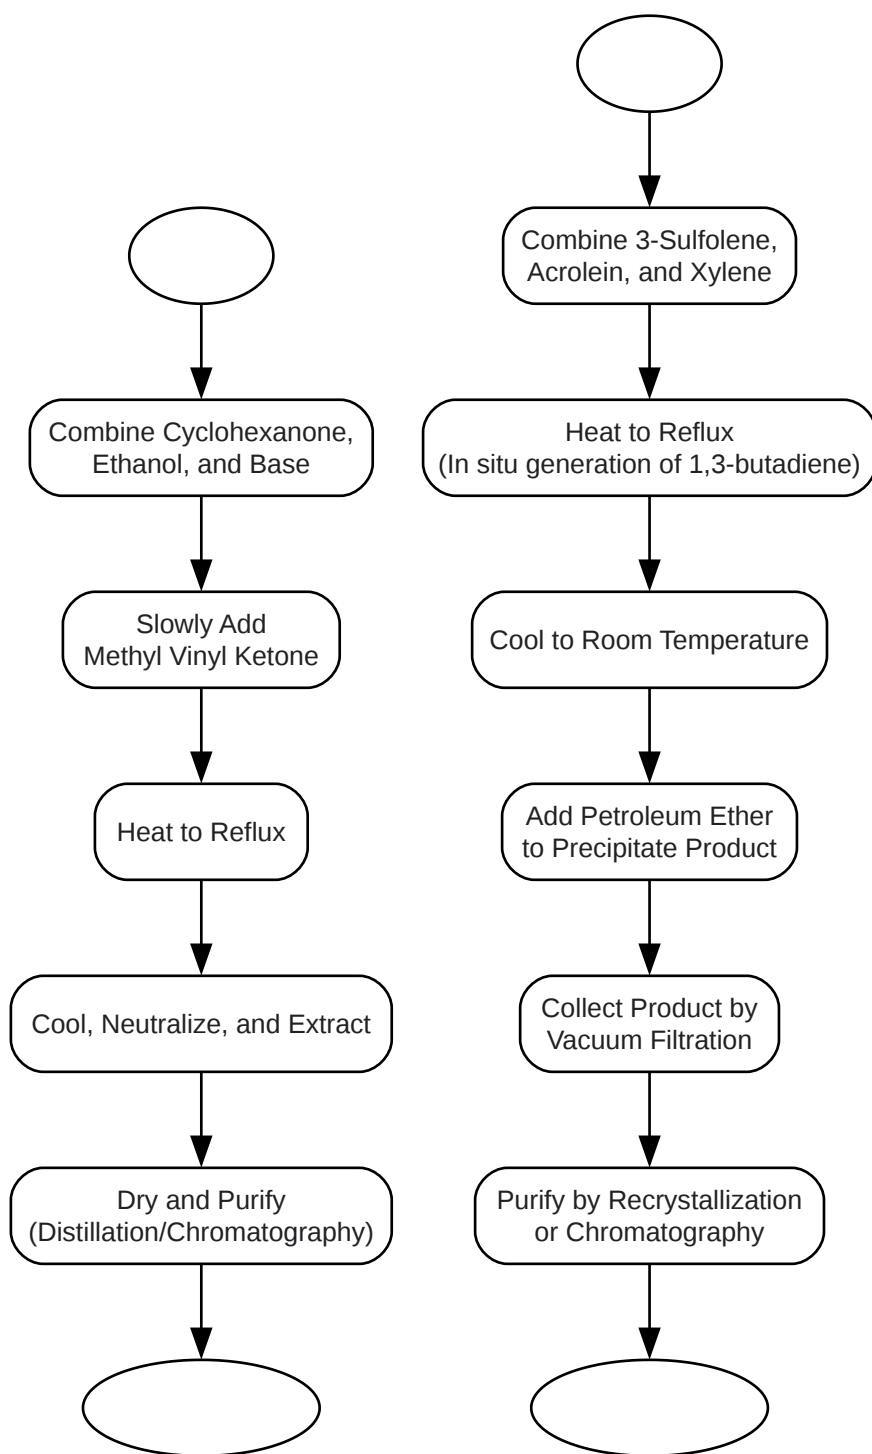 Combine Cyclohexanone,
Ethanol, and Base
Slowly Add
Methyl Vinyl Ketone
Heat to Reflux
Cool, Neutralize, and Extract
Dry and Purify
(Distillation/Chromatography)
Combine 3-Sulfolene,
Acrolein, and Xylene
Heat to Reflux
(In situ generation of 1,3-butadiene)
Cool to Room Temperature
Add Petroleum Ether
to Precipitate Product
Collect Product by
Vacuum Filtration
Purify by Recrystallization
or Chromatography